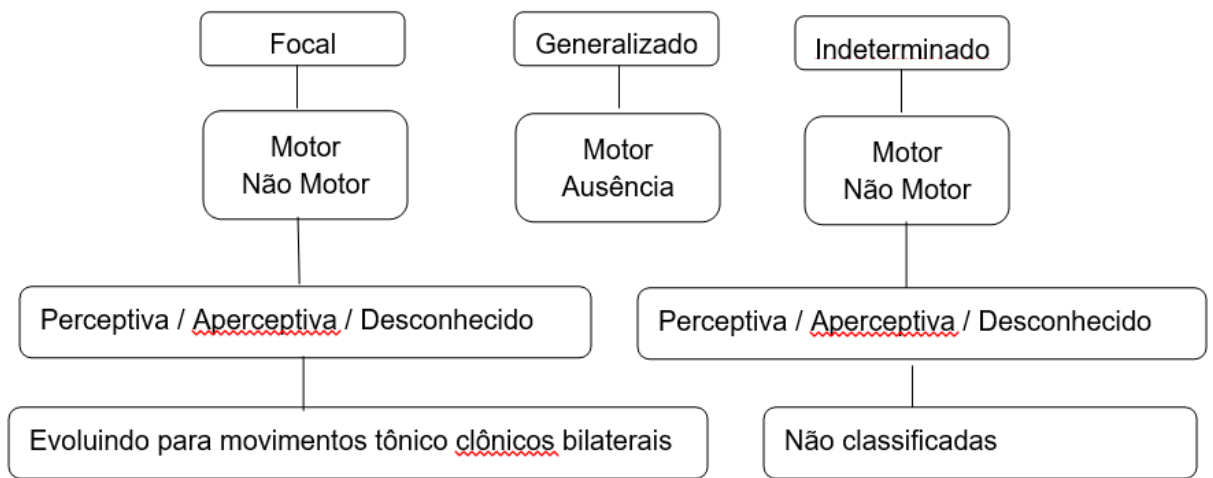 Focal
Generalizado
Indeterminado
Motor
Não Motor
Motor
Ausência
Motor
Não Motor
Perceptiva / Aperceptiva / Desconhecido
Perceptiva / Aperceptiva / Desconhecido
Evoluindo para movimentos tônico clônicos bilaterais
Não classificadas